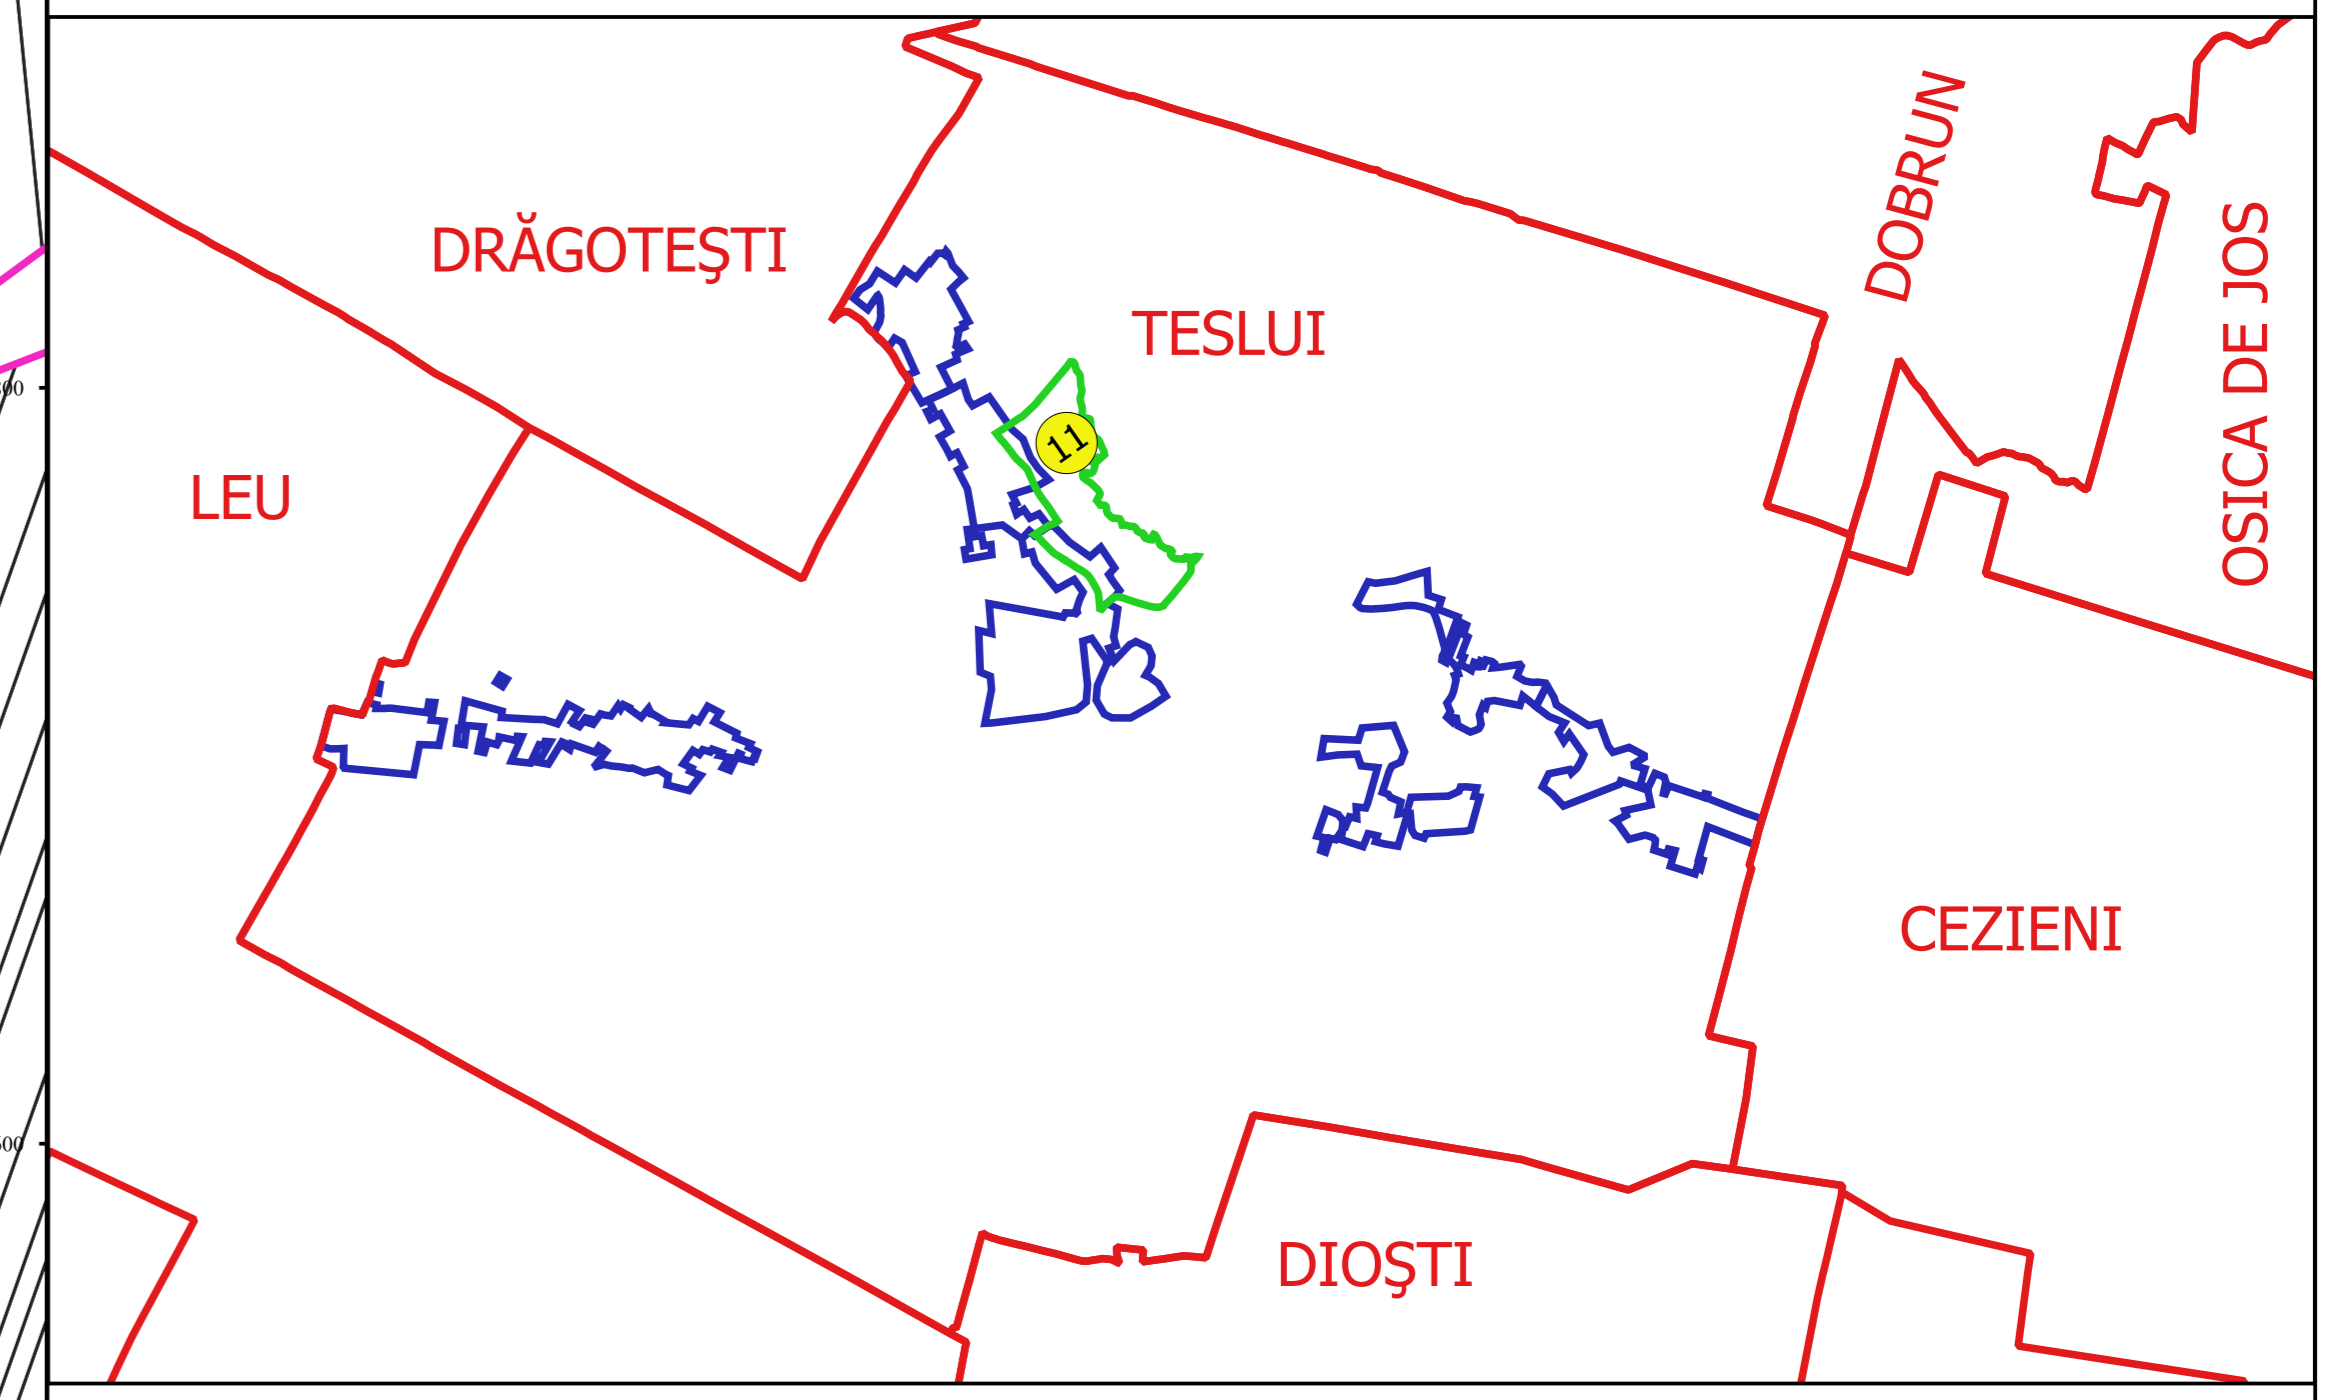 DOBRUN
DRĂGOTEŞTI
TESLUI
OSICA DE JOS
11
LEU
CEZIENI
DIOŞTI